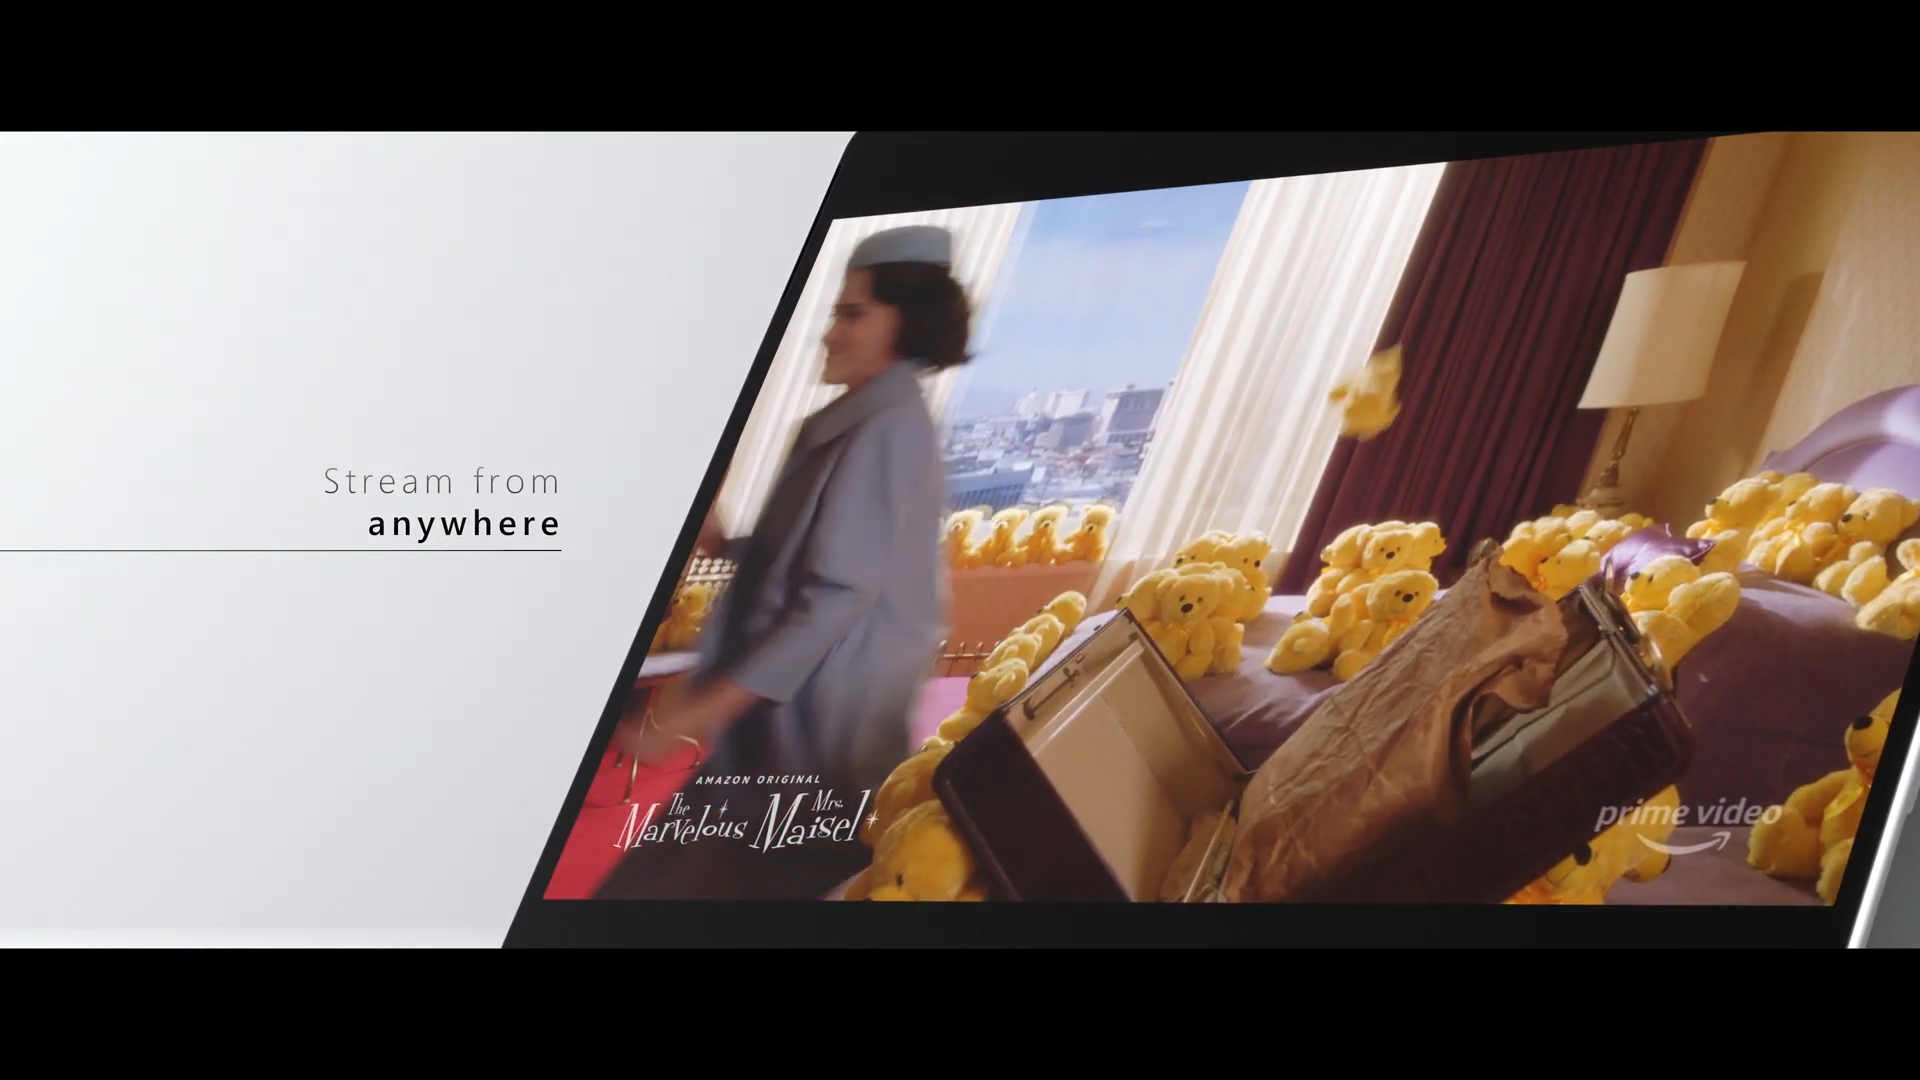 Stream from
anywhere
AMAZON ORIGINAL
The Marvelous Mrs. Maisel
prime video